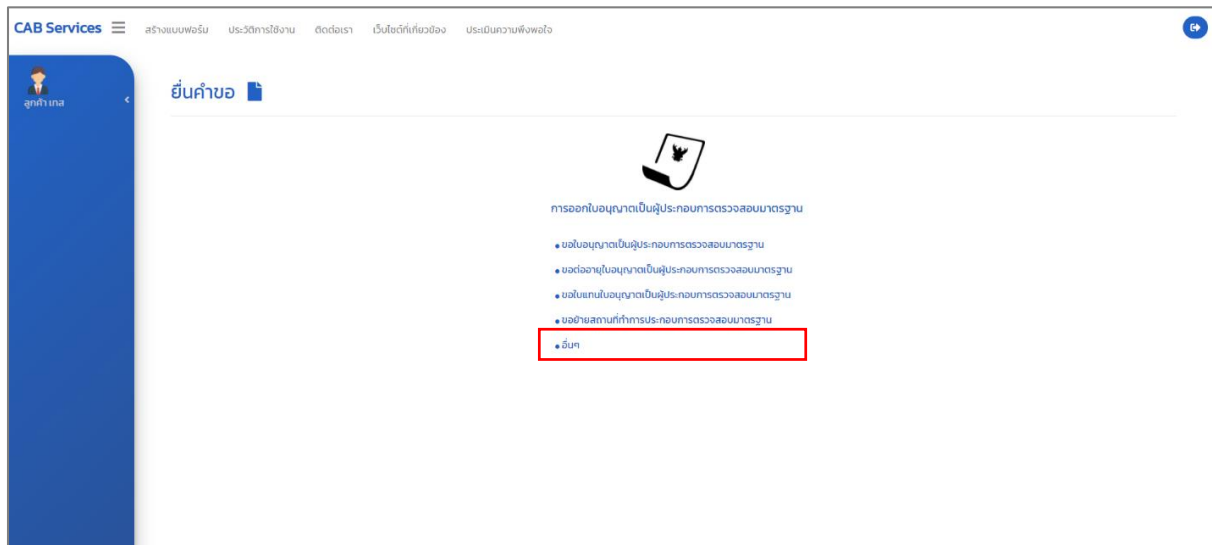 CAB Services สร้างแบบฟอร์ม ประวัติการใช้งาน ติดต่อเรา เว็บไซต์ที่เกี่ยวข้อง ประเมินความพึงพอใจ
ลูกค้า เทส
ยื่นคำขอ
การออกใบอนุญาตเป็นผู้ประกอบการตรวจสอบมาตรฐาน
ขอใบอนุญาตเป็นผู้ประกอบการตรวจสอบมาตรฐาน
ขอต่ออายุใบอนุญาตเป็นผู้ประกอบการตรวจสอบมาตรฐาน
ขอใบแทนใบอนุญาตเป็นผู้ประกอบการตรวจสอบมาตรฐาน
ขอย้ายสถานที่ทำการประกอบการตรวจสอบมาตรฐาน
อื่นๆ